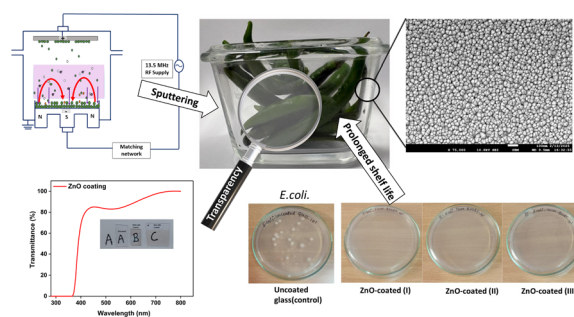 13.5 MHz
RF Supply
N
S
N
Matching
network
Sputtering
Transparency
Prolonged shelf life
ZnO coating
100
80
60
40
20
0
Transmittance (%)
A A B C
300 400 500 600 700 800
Wavelength (nm)
E.coli.
Uncoated
glass(control)
ZnO-coated (I)
ZnO-coated (II)
ZnO-coated (III